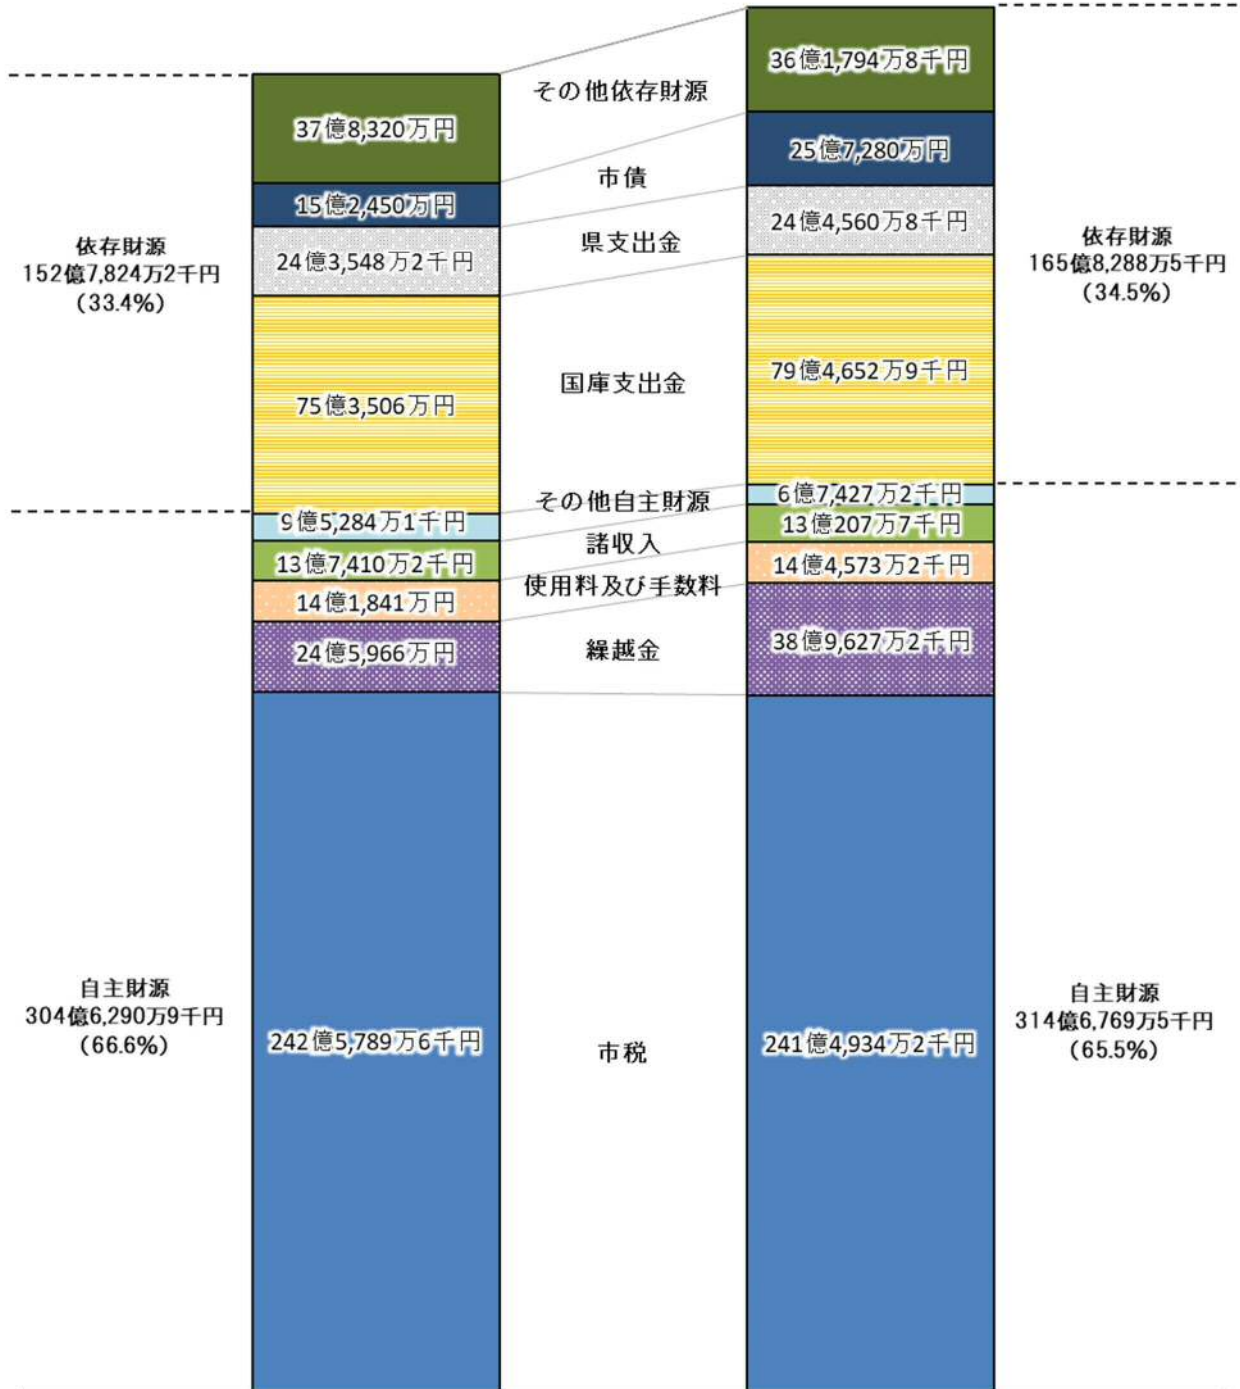 依存財源
152億7,824万2千円
(33.4%)
自主財源
304億6,290万9千円
(66.6%)
37億8,320万円
15億2,450万円
24億3,548万2千円
75億3,506万円
9億5,284万1千円
13億7,410万2千円
14億1,841万円
24億5,966万円
242億5,789万6千円
その他依存財源
市債
県支出金
国庫支出金
その他自主財源
諸収入
使用料及び手数料
繰越金
市税
36億1,794万8千円
25億7,280万円
24億4,560万8千円
79億4,652万9千円
6億7,427万2千円
13億207万7千円
14億4,573万2千円
38億9,627万2千円
241億4,934万2千円
依存財源
165億8,288万5千円
(34.5%)
自主財源
314億6,769万5千円
(65.5%)